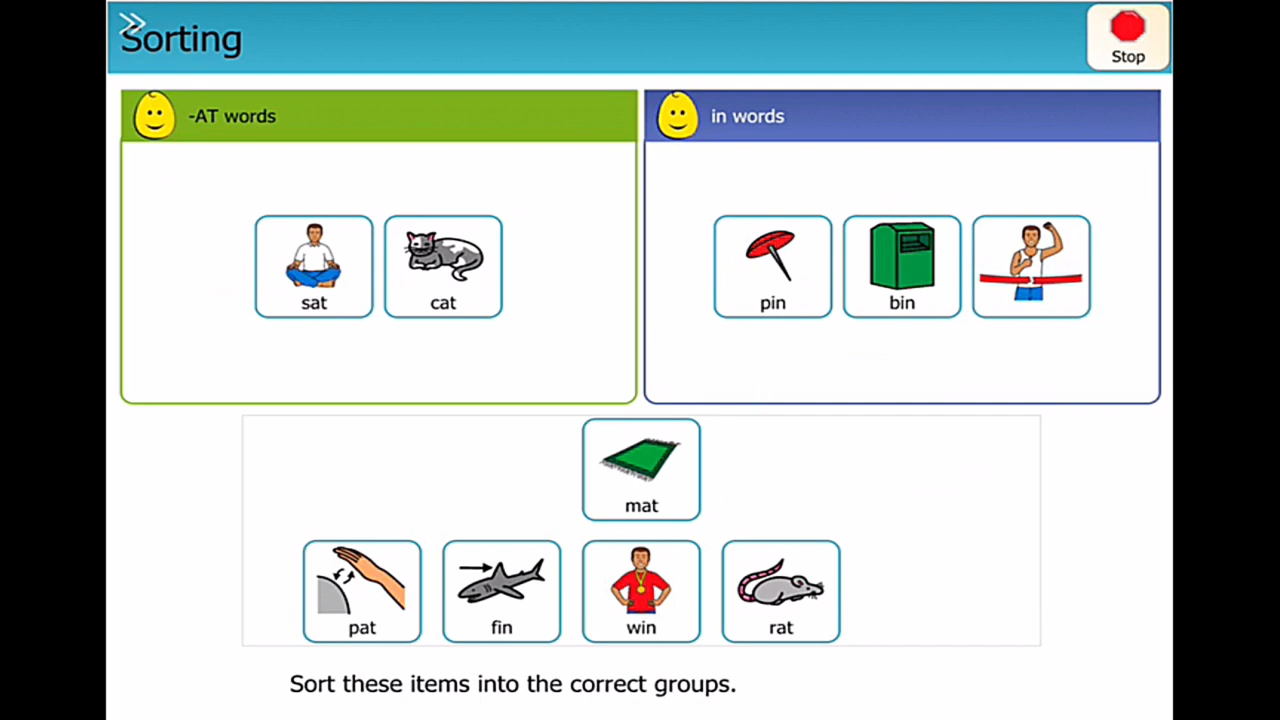 Sorting
Stop
-AT words
in words
sat
cat
pin
bin
mat
pat
fin
win
rat
Sort these items into the correct groups.